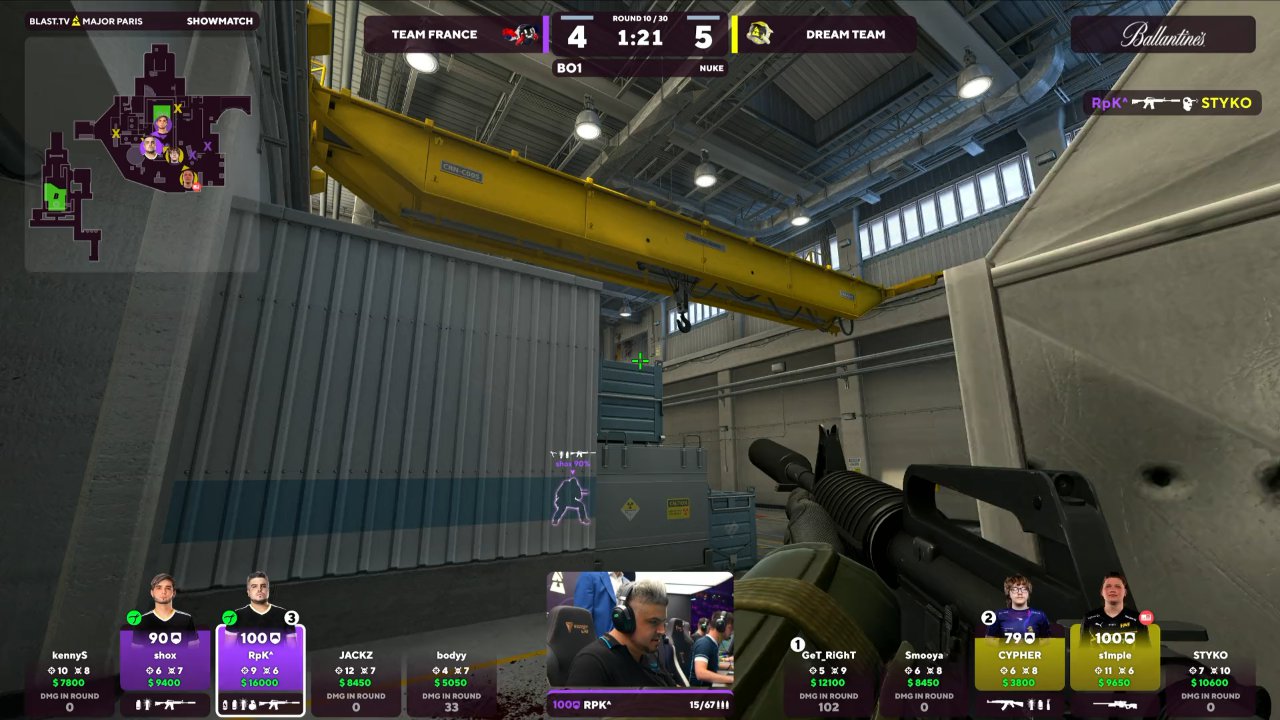 BLAST.TV MAJOR PARIS SHOWMATCH
TEAM FRANCE 4 ROUND 10 / 30 1:21 5 DREAM TEAM
BO1 NUKE
Ballantine's
RpK^ STYKO
CRN-C005
shox 90%
CAUTION
90 100 3 2 79 100 1
kennyS shox RpK^ JACKZ bodyy GeT_RiGhT Smooya CYPHER s1mple STYKO
10 8 6 7 9 6 12 7 4 7 5 9 6 8 6 8 11 6 7 10
$ 7800 $ 9400 $ 16000 $ 8450 $ 5050 $ 12100 $ 8450 $ 3800 $ 9650 $ 10600
DMG IN ROUND DMG IN ROUND DMG IN ROUND DMG IN ROUND DMG IN ROUND DMG IN ROUND
0 0 33 102 0 0
100 RPK^ 15/67